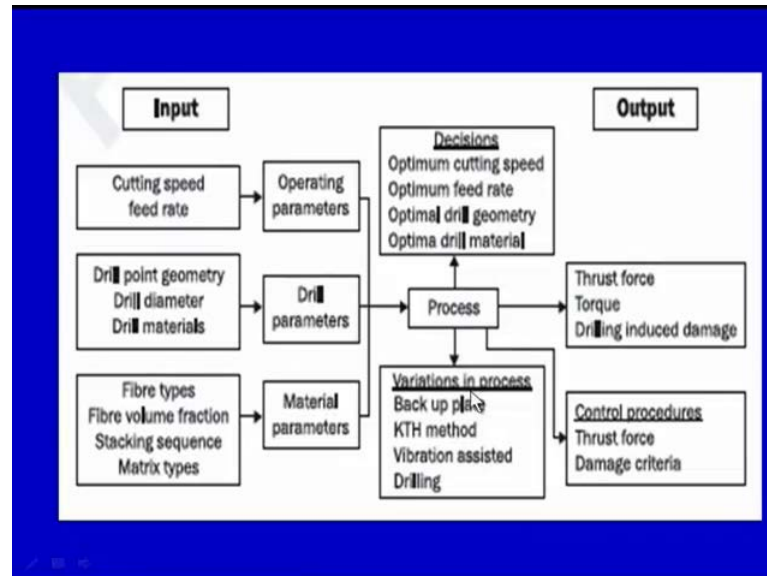 Input
Output
Cutting speed
feed rate
Operating
parameters
Decisions
Optimum cutting speed
Optimum feed rate
Optimal drill geometry
Optima drill material
Drill point geometry
Drill diameter
Drill materials
Drill
parameters
Process
Thrust force
Torque
Drilling induced damage
Fibre types
Fibre volume fraction
Stacking sequence
Matrix types
Material
parameters
Variations in process
Back up plate
KTH method
Vibration assisted
Drilling
Control procedures
Thrust force
Damage criteria